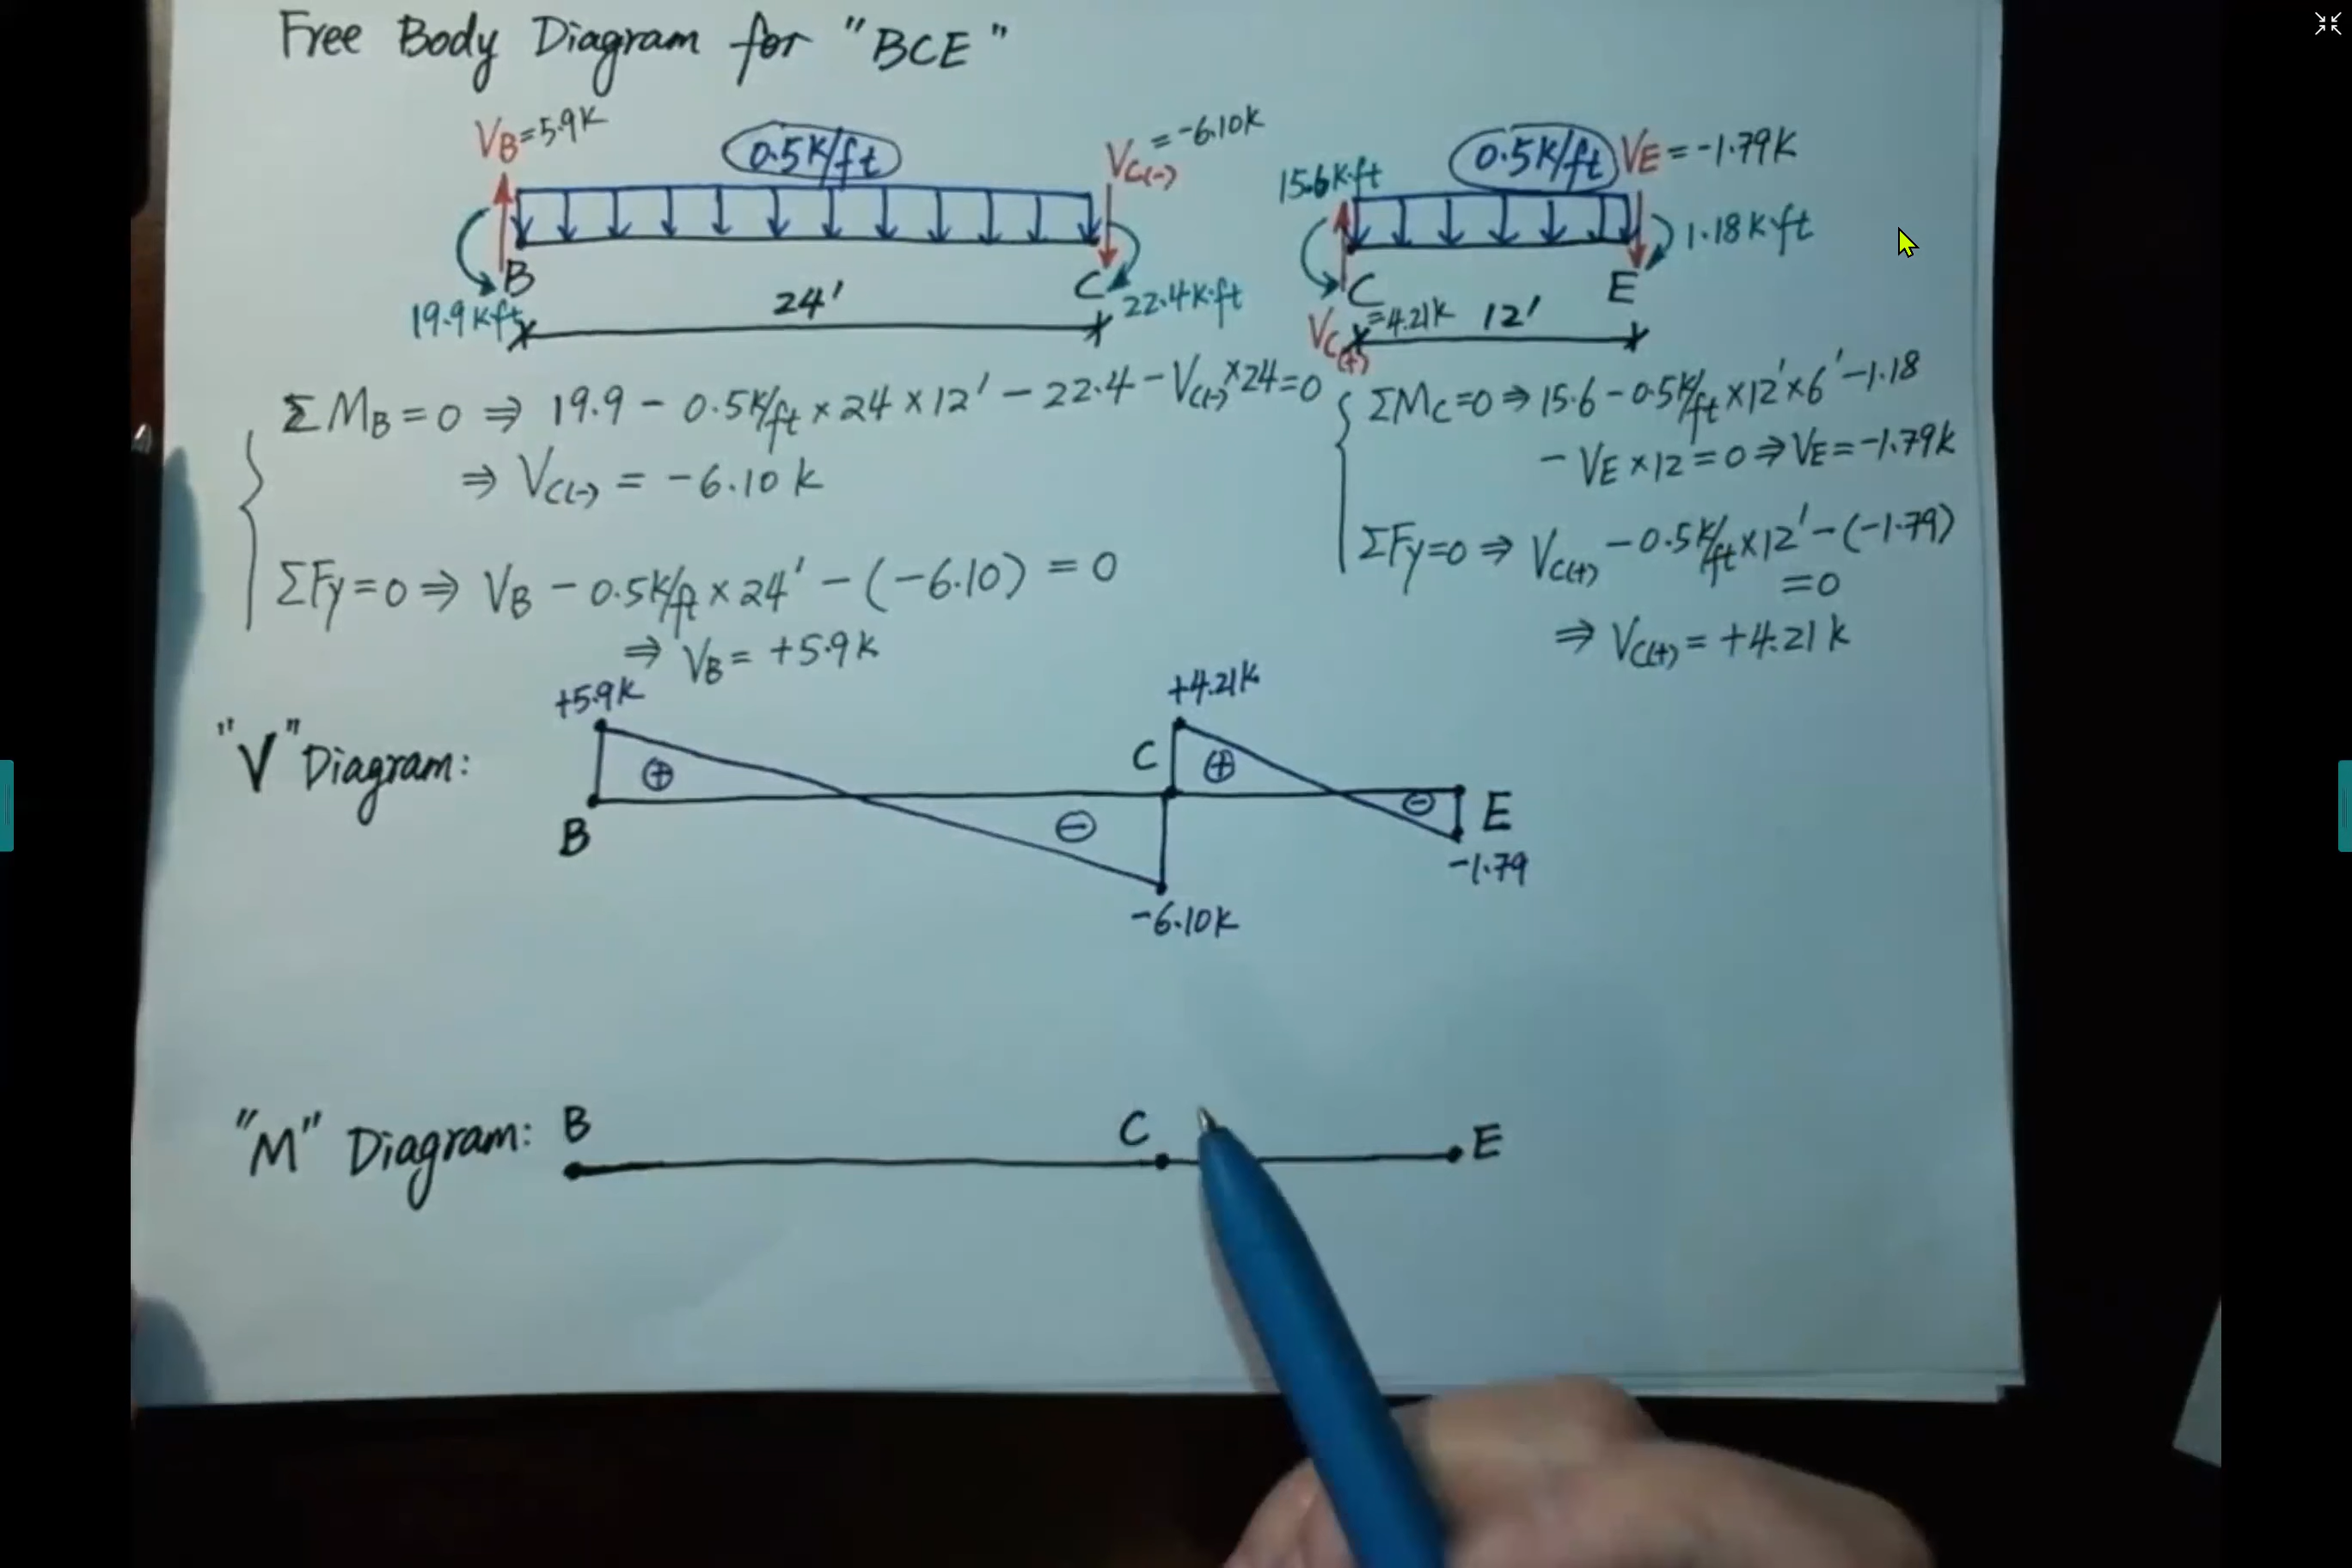 Free Body Diagram for "BCE"
VB=5.9K
0.5K/ft
VC(-) = -6.10K
19.9 K·ft
B
24'
C
22.4K·ft
15.6K·ft
0.5K/ft
VE = -1.79K
1.18K·ft
C
E
VC(+) =4.21K
12'
ΣMB=0 ⇒ 19.9 - 0.5K/ft × 24 × 12' - 22.4 - VC(-) ×24=0
⇒ VC(-) = -6.10 K
ΣFy=0 ⇒ VB - 0.5K/ft × 24' - (-6.10) = 0
⇒ VB = +5.9K
ΣMC=0 ⇒ 15.6 - 0.5K/ft ×12'×6' -1.18
- VE ×12 = 0 ⇒ VE = -1.79K
ΣFy=0 ⇒ VC(+) - 0.5K/ft ×12' - (-1.79)
=0
⇒ VC(+) = +4.21 K
"V" Diagram:
+5.9K
⊕
B
⊖
C
+4.21K
⊕
⊖
E
-6.10K
-1.79
"M" Diagram:
B
C
E